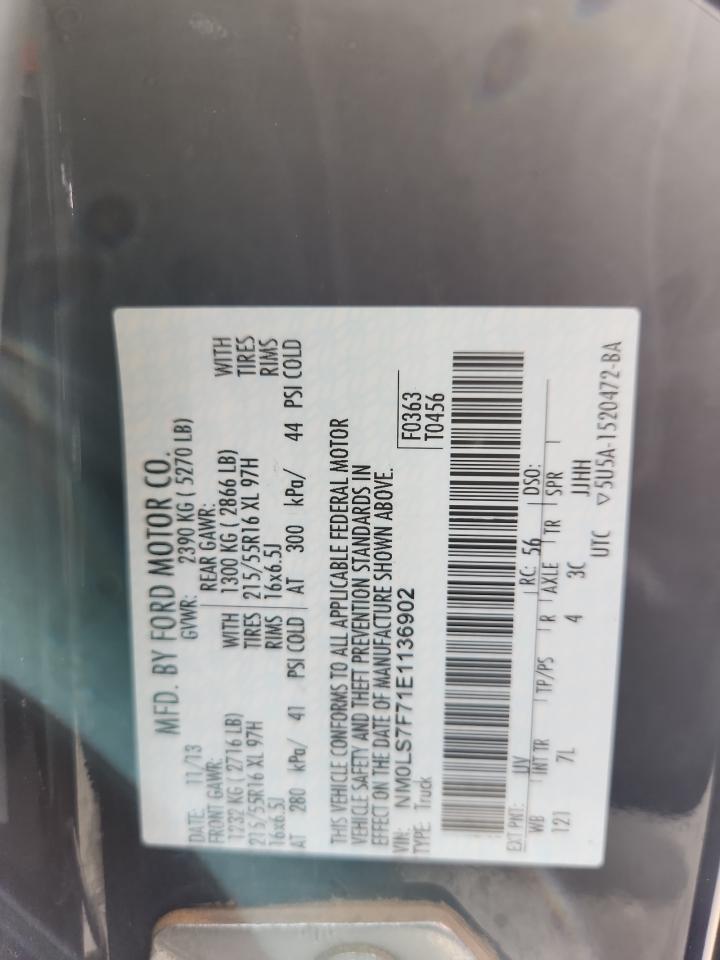 MFD. BY FORD MOTOR CO.
DATE: 11/13 GVWR: 2390 KG ( 5270 LB)
FRONT GAWR: REAR GAWR:
1232 KG ( 2716 LB) WITH 1300 KG ( 2866 LB) WITH
215/55R16 XL 97H TIRES 215/55R16 XL 97H TIRES
16x6.5J RIMS 16x6.5J RIMS
AT 280 kPa/ 41 PSI COLD AT 300 kPa/ 44 PSI COLD
THIS VEHICLE CONFORMS TO ALL APPLICABLE FEDERAL MOTOR
VEHICLE SAFETY AND THEFT PREVENTION STANDARDS IN
EFFECT ON THE DATE OF MANUFACTURE SHOWN ABOVE.
VIN: NM0LS7F71E1136902 F0363
TYPE: Truck T0456
EXT PNT: UV RC: 56 DSO:
WB INT TR TP/PS R AXLE TR SPR
121 7L 4 3C JJHH
UTC ▽5U5A-1520472-BA